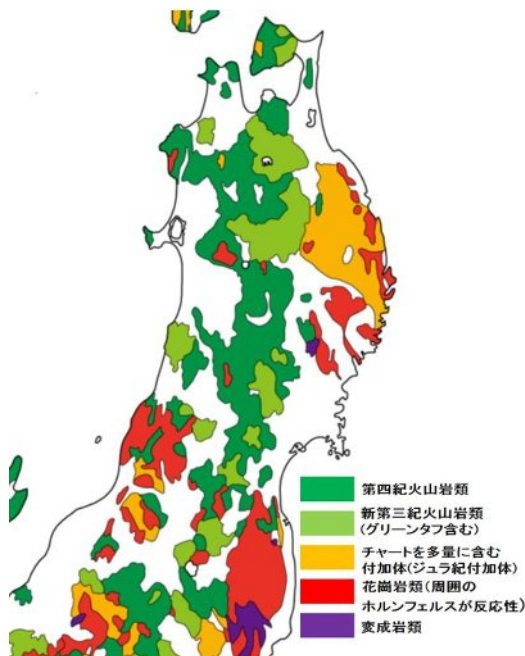 第四紀火山岩類
新第三紀火山岩類
(グリーンタフ含む)
チャートを多量に含む
付加体(ジュラ紀付加体)
花崗岩類(周囲の
ホルンフェルスが反応性)
変成岩類